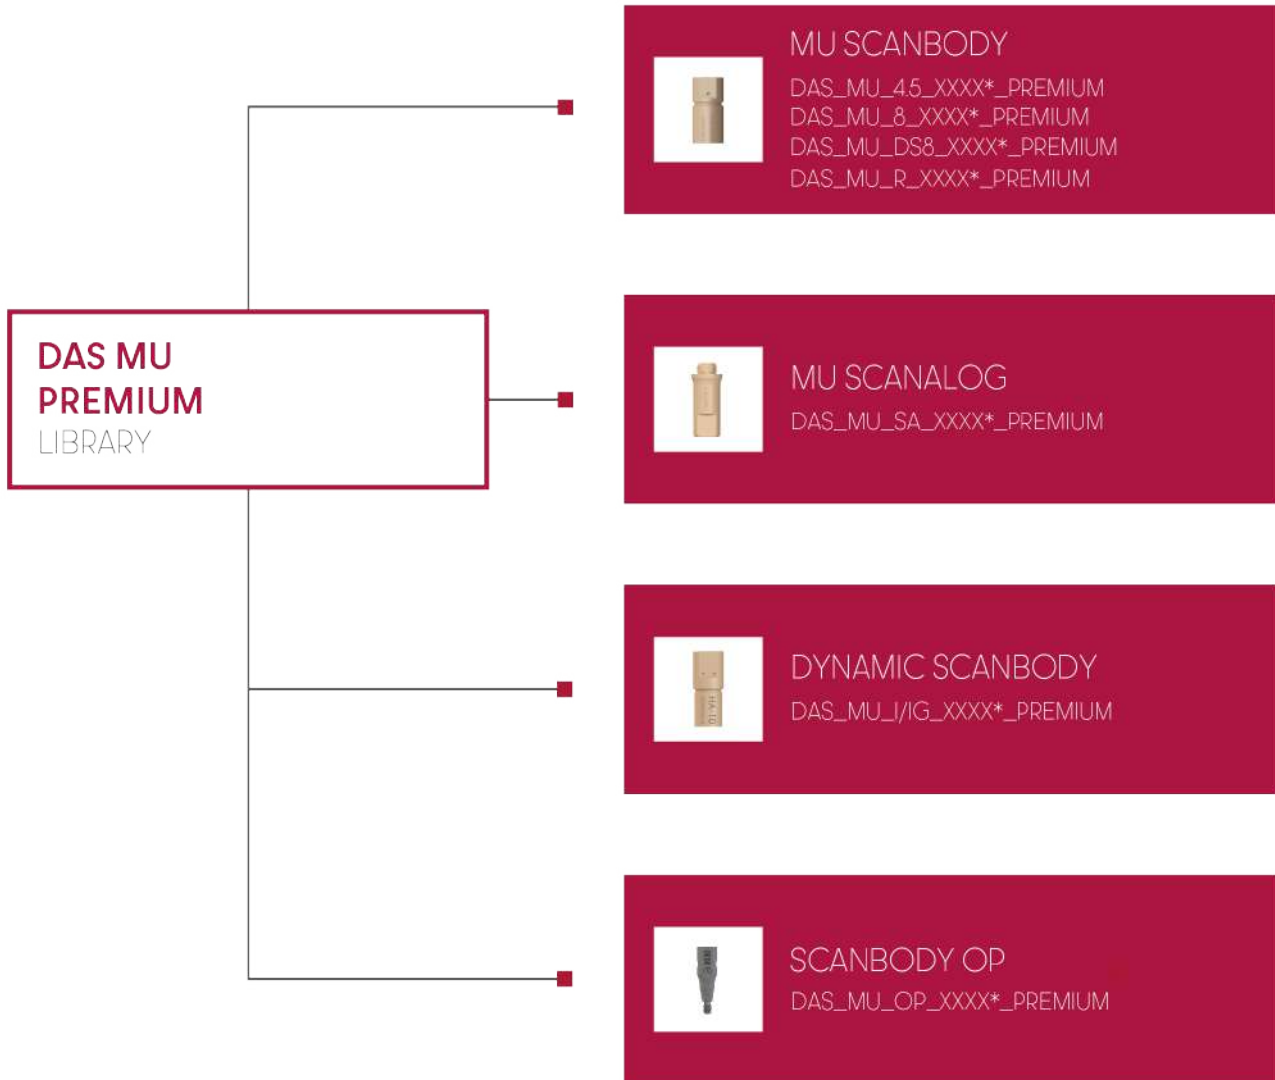 MU SCANBODY
DAS_MU_4.5_XXXX*_PREMIUM
DAS_MU_8_XXXX*_PREMIUM
DAS_MU_DS8_XXXX*_PREMIUM
DAS_MU_R_XXXX*_PREMIUM
DAS MU
PREMIUM
LIBRARY
MU SCANALOG
DAS_MU_SA_XXXX*_PREMIUM
DYNAMIC SCANBODY
DAS_MU_I/IG_XXXX*_PREMIUM
SCANBODY OP
DAS_MU_OP_XXXX*_PREMIUM